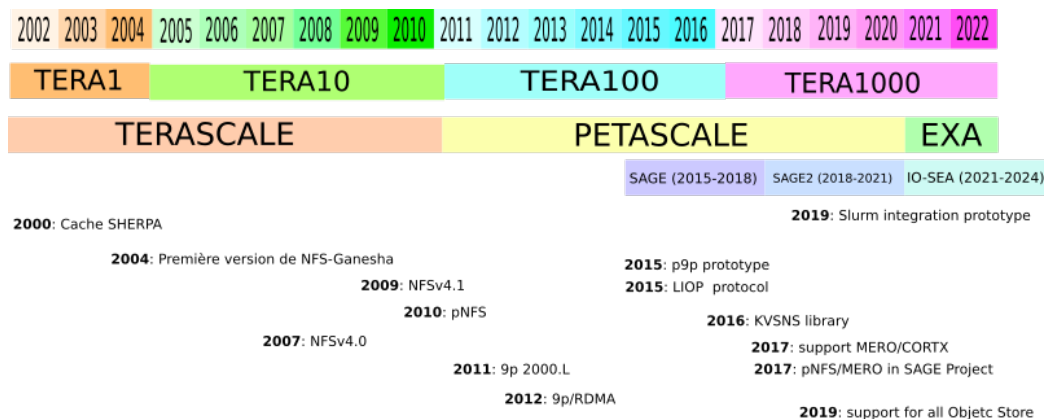 2002 2003 2004 2005 2006 2007 2008 2009 2010 2011 2012 2013 2014 2015 2016 2017 2018 2019 2020 2021 2022
TERA1 TERA10 TERA100 TERA1000
TERASCALE PETASCALE EXA
SAGE (2015-2018) SAGE2 (2018-2021) IO-SEA (2021-2024)
2019: Slurm integration prototype
2000: Cache SHERPA
2004: Première version de NFS-Ganesha
2015: p9p prototype
2009: NFSv4.1
2015: LIOP protocol
2010: pNFS
2016: KVSNS library
2007: NFSv4.0
2017: support MERO/CORTX
2011: 9p 2000.L
2017: pNFS/MERO in SAGE Project
2012: 9p/RDMA
2019: support for all Objetc Store